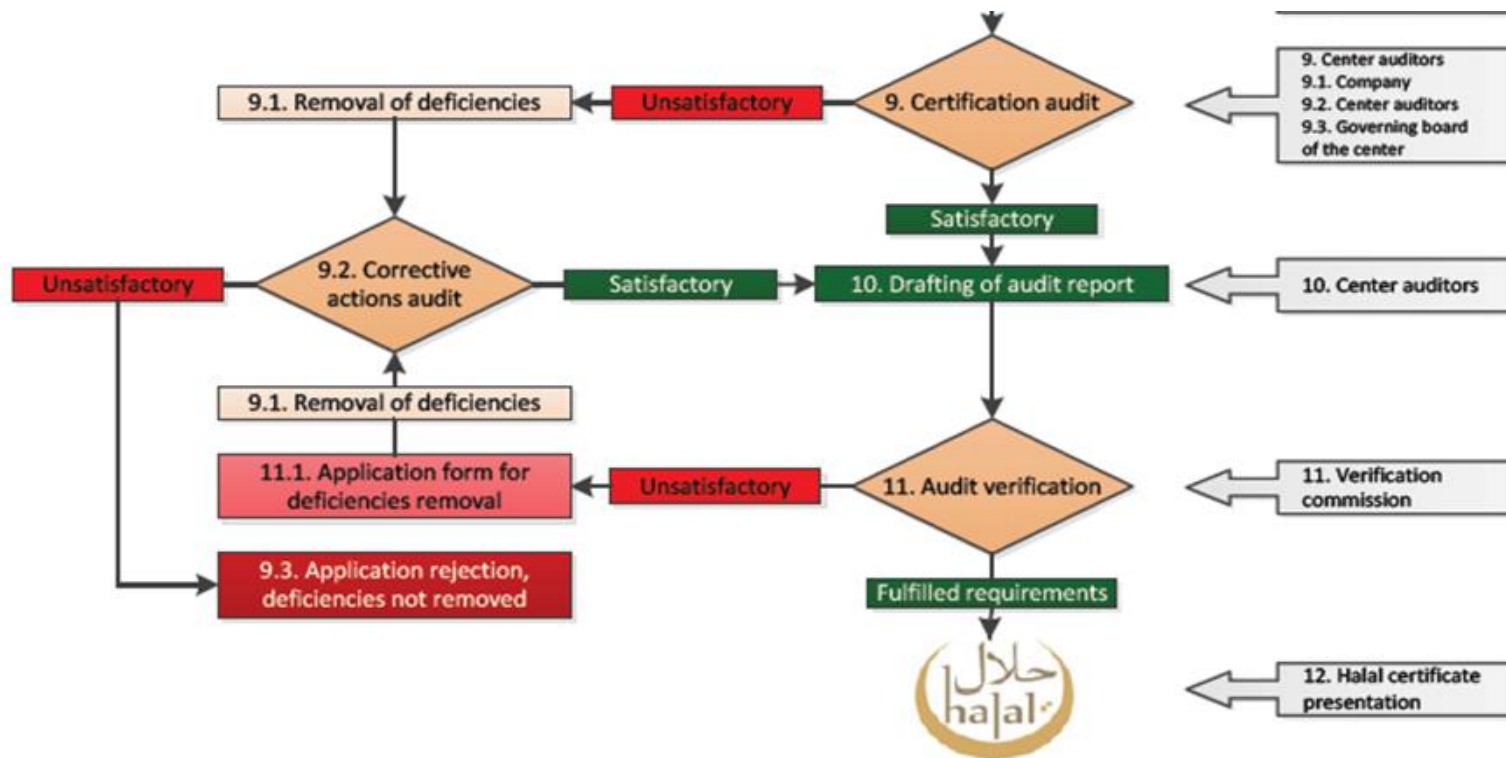 9. Center auditors
9.1. Company
9.2. Center auditors
9.3. Governing board
of the center
9.1. Removal of deficiencies
Unsatisfactory
9. Certification audit
Satisfactory
Unsatisfactory
9.2. Corrective
actions audit
Satisfactory
10. Drafting of audit report
10. Center auditors
9.1. Removal of deficiencies
11.1. Application form for
deficiencies removal
Unsatisfactory
11. Audit verification
11. Verification
commission
9.3. Application rejection,
deficiencies not removed
Fulfilled requirements
حلال
halal
12. Halal certificate
presentation